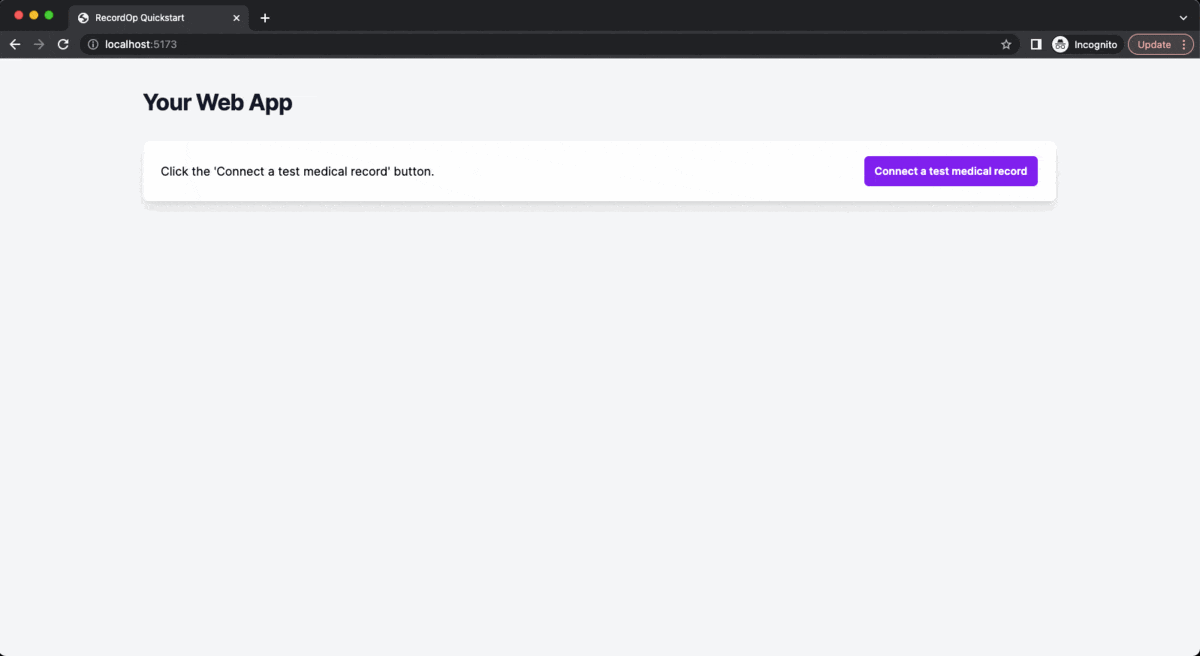 RecordOp Quickstart
localhost:5173
Incognito
Update
Your Web App
Click the 'Connect a test medical record' button.
Connect a test medical record